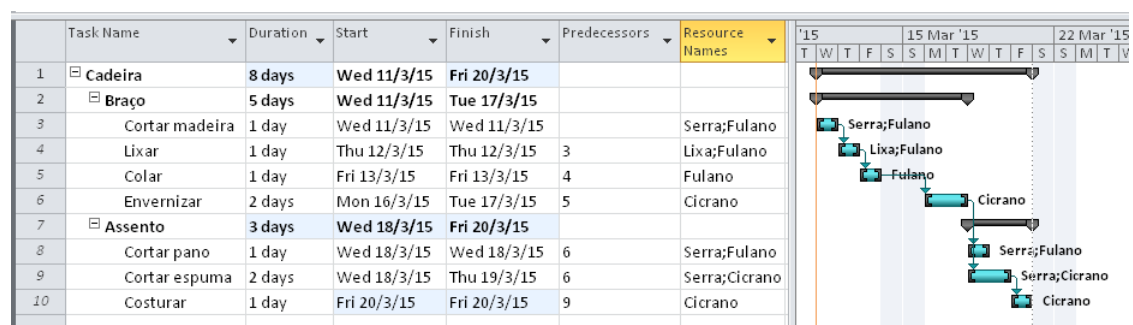 Task Name Duration Start Finish Predecessors Resource Names '15 15 Mar '15 22 Mar '15
T W T F S S M T W T F S S M T W
1 Cadeira 8 days Wed 11/3/15 Fri 20/3/15
2 Braço 5 days Wed 11/3/15 Tue 17/3/15
3 Cortar madeira 1 day Wed 11/3/15 Wed 11/3/15 Serra;Fulano Serra;Fulano
4 Lixar 1 day Thu 12/3/15 Thu 12/3/15 3 Lixa;Fulano Lixa;Fulano
5 Colar 1 day Fri 13/3/15 Fri 13/3/15 4 Fulano Fulano
6 Envernizar 2 days Mon 16/3/15 Tue 17/3/15 5 Cicrano Cicrano
7 Assento 3 days Wed 18/3/15 Fri 20/3/15
8 Cortar pano 1 day Wed 18/3/15 Wed 18/3/15 6 Serra;Fulano Serra;Fulano
9 Cortar espuma 2 days Wed 18/3/15 Thu 19/3/15 6 Serra;Cicrano Serra;Cicrano
10 Costurar 1 day Fri 20/3/15 Fri 20/3/15 9 Cicrano Cicrano